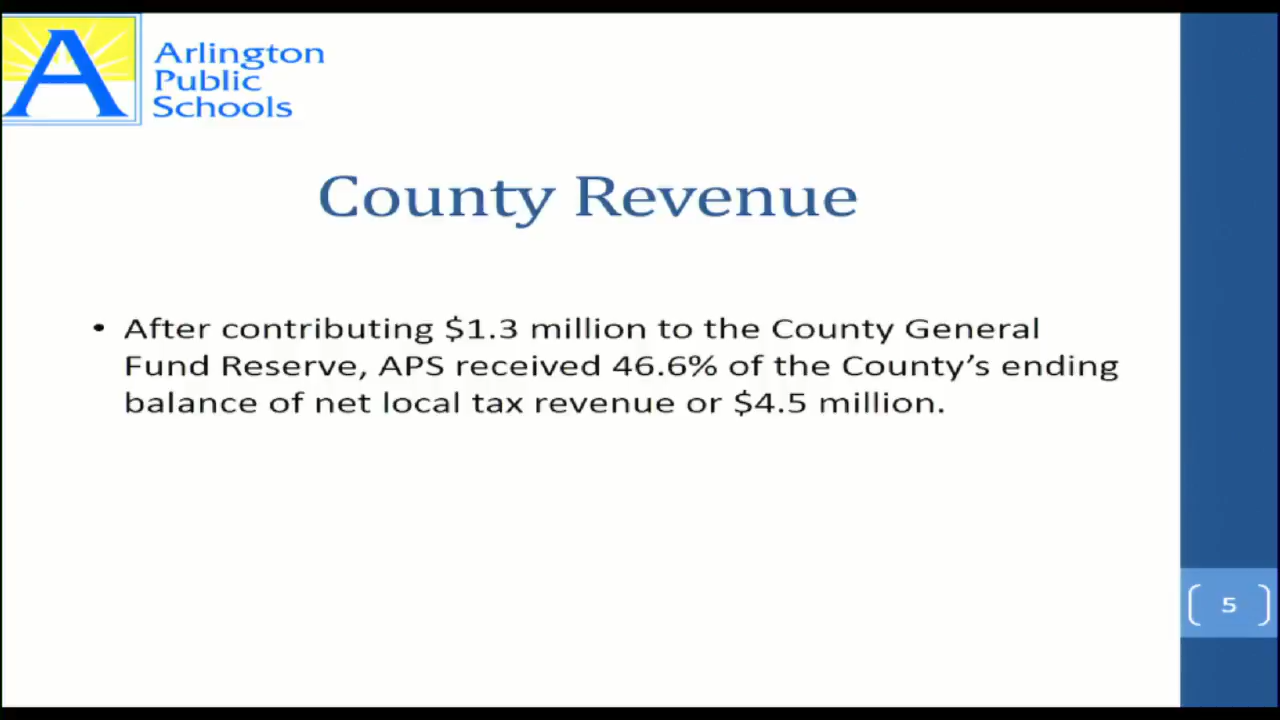 A
Arlington
Public
Schools
County Revenue
• After contributing $1.3 million to the County General
Fund Reserve, APS received 46.6% of the County’s ending
balance of net local tax revenue or $4.5 million.
5